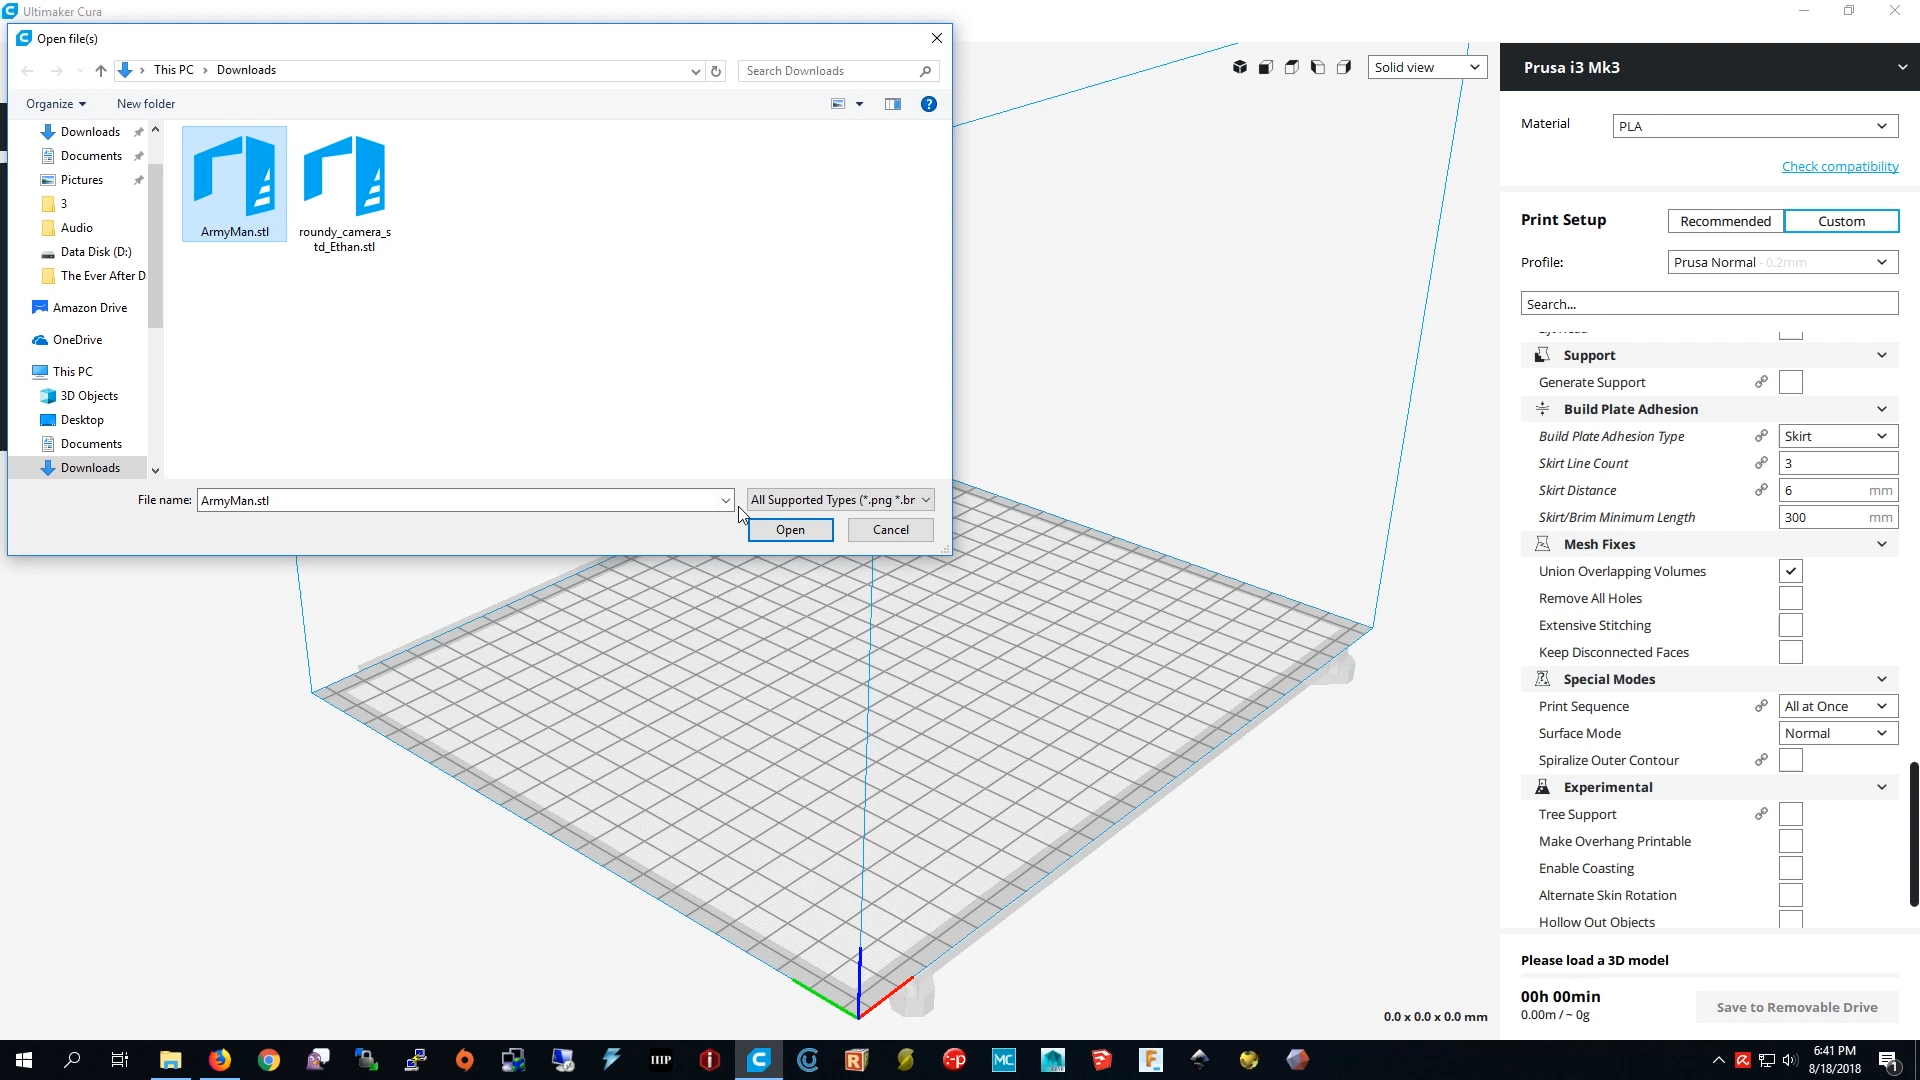 Ultimaker Cura
Open file(s)
This PC
Downloads
Search Downloads
Organize
New folder
Downloads
Documents
Pictures
3
Audio
Data Disk (D:)
The Ever After D
Amazon Drive
OneDrive
This PC
3D Objects
Desktop
Documents
Downloads
ArmyMan.stl
roundy_camera_s
td_Ethan.stl
File name:
ArmyMan.stl
All Supported Types (*.png *.br
Open
Cancel
Solid view
0.0 x 0.0 x 0.0 mm
Prusa i3 Mk3
Material
PLA
Check compatibility
Print Setup
Recommended
Custom
Profile:
Prusa Normal - 0.2mm
Search...
Support
Generate Support
Build Plate Adhesion
Build Plate Adhesion Type
Skirt
Skirt Line Count
3
Skirt Distance
6 mm
Skirt/Brim Minimum Length
300 mm
Mesh Fixes
Union Overlapping Volumes
Remove All Holes
Extensive Stitching
Keep Disconnected Faces
Special Modes
Print Sequence
All at Once
Surface Mode
Normal
Spiralize Outer Contour
Experimental
Tree Support
Make Overhang Printable
Enable Coasting
Alternate Skin Rotation
Hollow Out Objects
Please load a 3D model
00h 00min
0.00m / ~ 0g
Save to Removable Drive
IIIP
MC
6:41 PM
8/18/2018
1